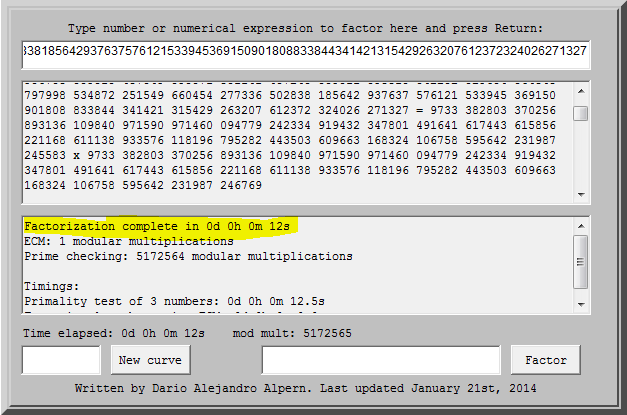 Type number or numerical expression to factor here and press Return:
3381856429376375761215339453691509018088338443414213154292632076123723240262713​27
797998 534872 251549 660454 277336 502838 185642 937637 576121 533945 369150
901808 833844 341421 315429 263207 612372 324026 271327 = 9733 382803 370256
893136 109840 971590 971460 094779 242334 919432 347801 491641 617443 615856
221168 611138 933576 118196 795282 443503 609663 168324 106758 595642 231987
245583 x 9733 382803 370256 893136 109840 971590 971460 094779 242334 919432
347801 491641 617443 615856 221168 611138 933576 118196 795282 443503 609663
168324 106758 595642 231987 246769
Factorization complete in 0d 0h 0m 12s
ECM: 1 modular multiplications
Prime checking: 5172564 modular multiplications
Timings:
Primality test of 3 numbers: 0d 0h 0m 12.5s
Time elapsed: 0d 0h 0m 12s mod mult: 5172565
New curve
Factor
Written by Dario Alejandro Alpern. Last updated January 21st, 2014